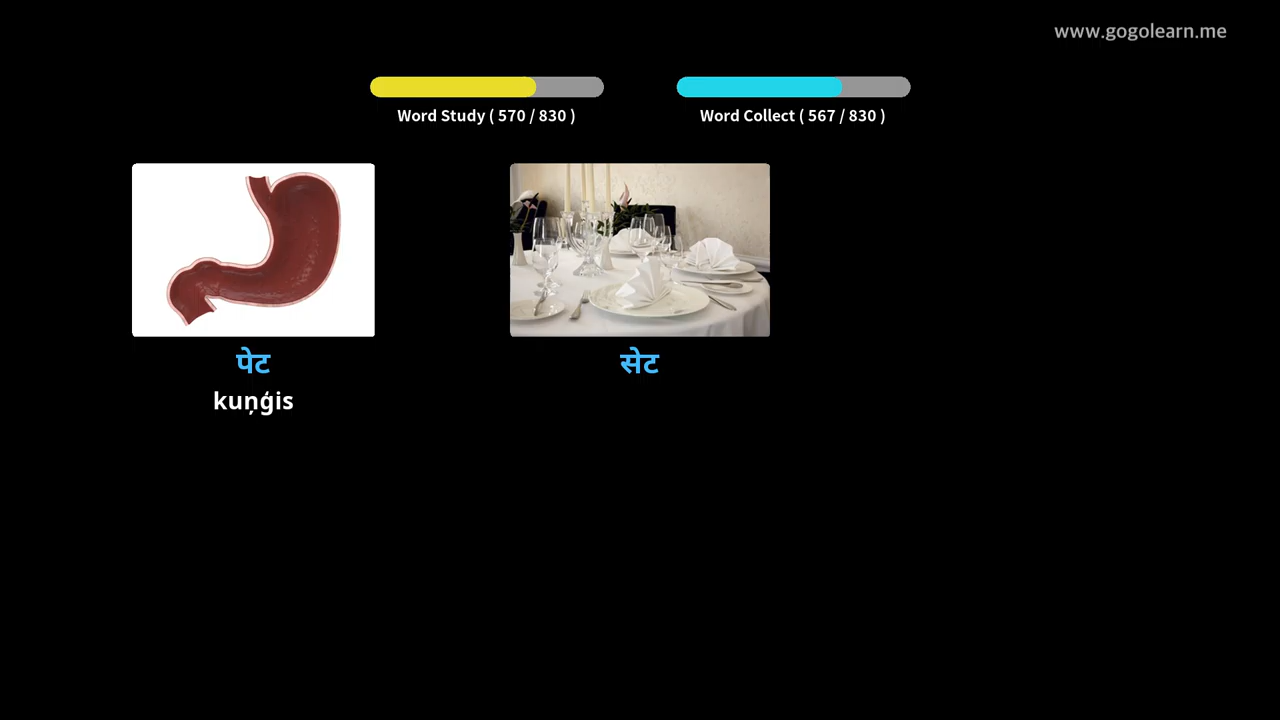 www.gogolearn.me
Word Study ( 570 / 830 )
Word Collect ( 567 / 830 )
पेट
kuņģis
सेट